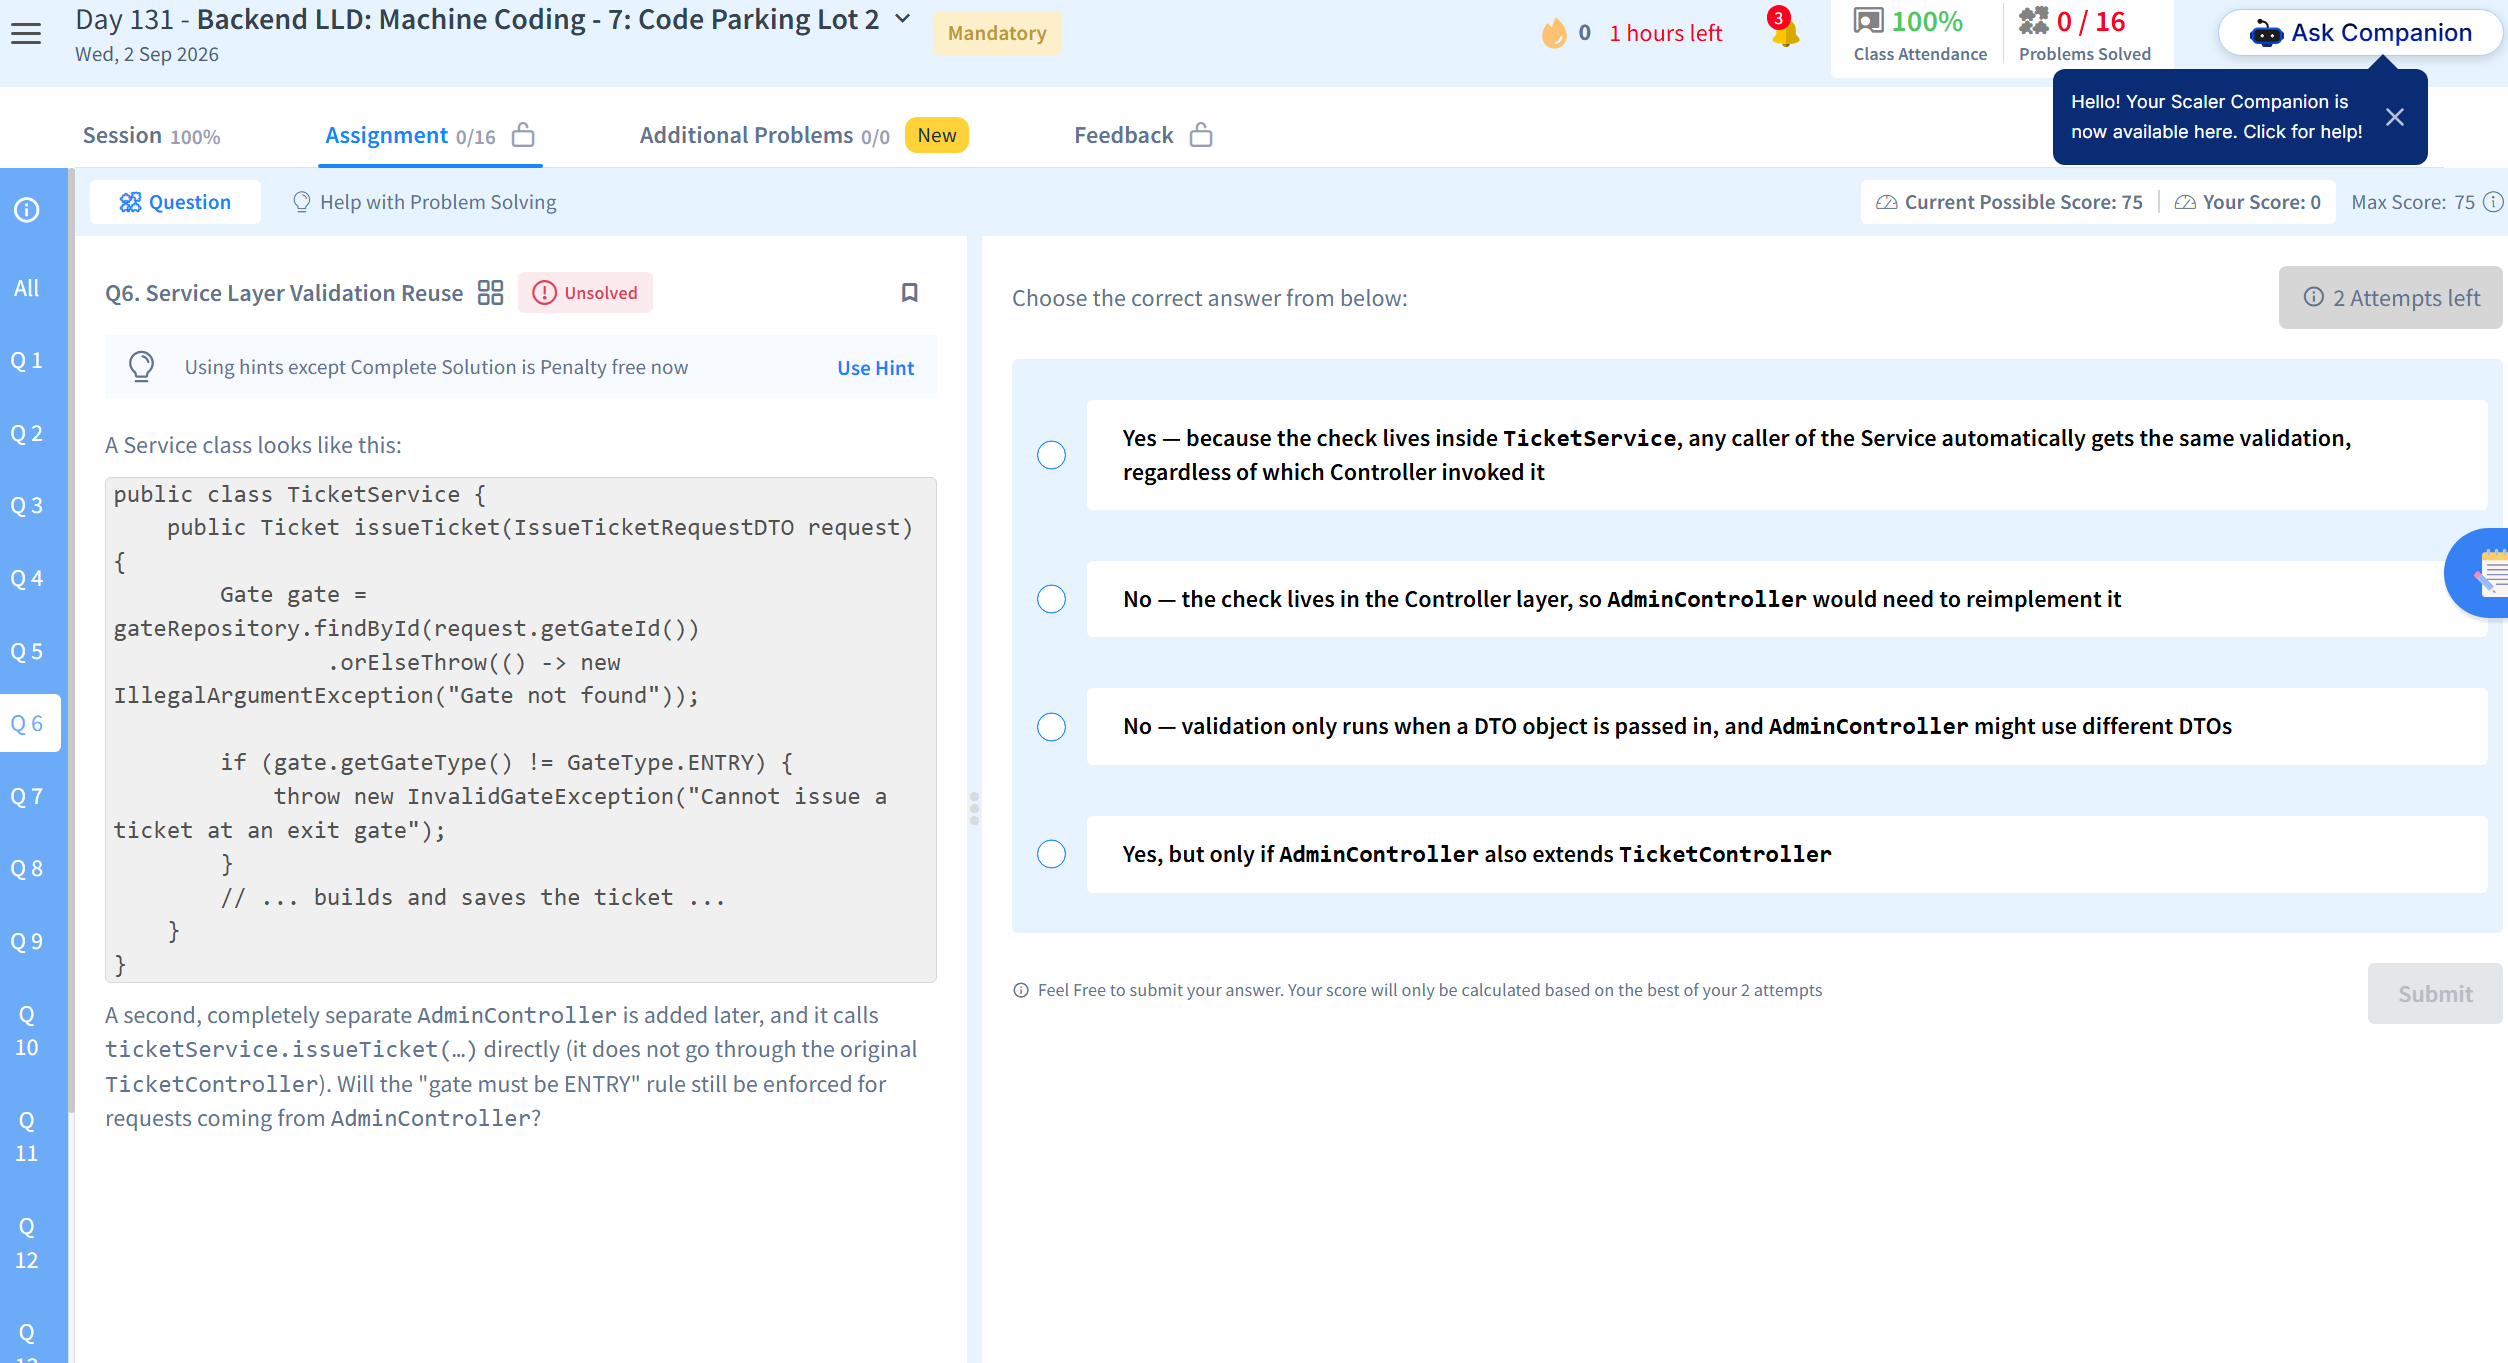 Day 131 - Backend LLD: Machine Coding - 7: Code Parking Lot 2
Wed, 2 Sep 2026
Mandatory
0
1 hours left
3
100%
Class Attendance
0 / 16
Problems Solved
Ask Companion
Hello! Your Scaler Companion is
now available here. Click for help!
Session 100%
Assignment 0/16
Additional Problems 0/0 New
Feedback
Question
Help with Problem Solving
Current Possible Score: 75
Your Score: 0
Max Score: 75
All
Q 1
Q 2
Q 3
Q 4
Q 5
Q 6
Q 7
Q 8
Q 9
Q
10
Q
11
Q
12
Q
Q6. Service Layer Validation Reuse
Unsolved
Using hints except Complete Solution is Penalty free now
Use Hint
A Service class looks like this:
public class TicketService {
    public Ticket issueTicket(IssueTicketRequestDTO request)
{
        Gate gate =
gateRepository.findById(request.getGateId())
                .orElseThrow(() -> new
IllegalArgumentException("Gate not found"));
        if (gate.getGateType() != GateType.ENTRY) {
            throw new InvalidGateException("Cannot issue a
ticket at an exit gate");
        }
        // ... builds and saves the ticket ...
    }
}
A second, completely separate AdminController is added later, and it calls
ticketService.issueTicket(…) directly (it does not go through the original
TicketController). Will the "gate must be ENTRY" rule still be enforced for
requests coming from AdminController?
Choose the correct answer from below:
2 Attempts left
Yes — because the check lives inside TicketService, any caller of the Service automatically gets the same validation,
regardless of which Controller invoked it
No — the check lives in the Controller layer, so AdminController would need to reimplement it
No — validation only runs when a DTO object is passed in, and AdminController might use different DTOs
Yes, but only if AdminController also extends TicketController
Feel Free to submit your answer. Your score will only be calculated based on the best of your 2 attempts
Submit